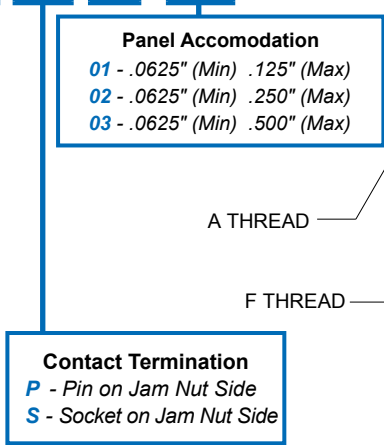 Panel Accomodation
01 - .0625" (Min) .125" (Max)
02 - .0625" (Min) .250" (Max)
03 - .0625" (Min) .500" (Max)
A THREAD
F THREAD
Contact Termination
P - Pin on Jam Nut Side
S - Socket on Jam Nut Side